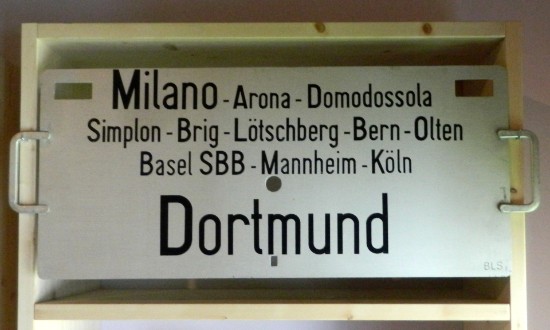 Milano - Arona - Domodossola
Simplon - Brig - Lötschberg - Bern - Olten
Basel SBB - Mannheim - Köln
Dortmund
BLS